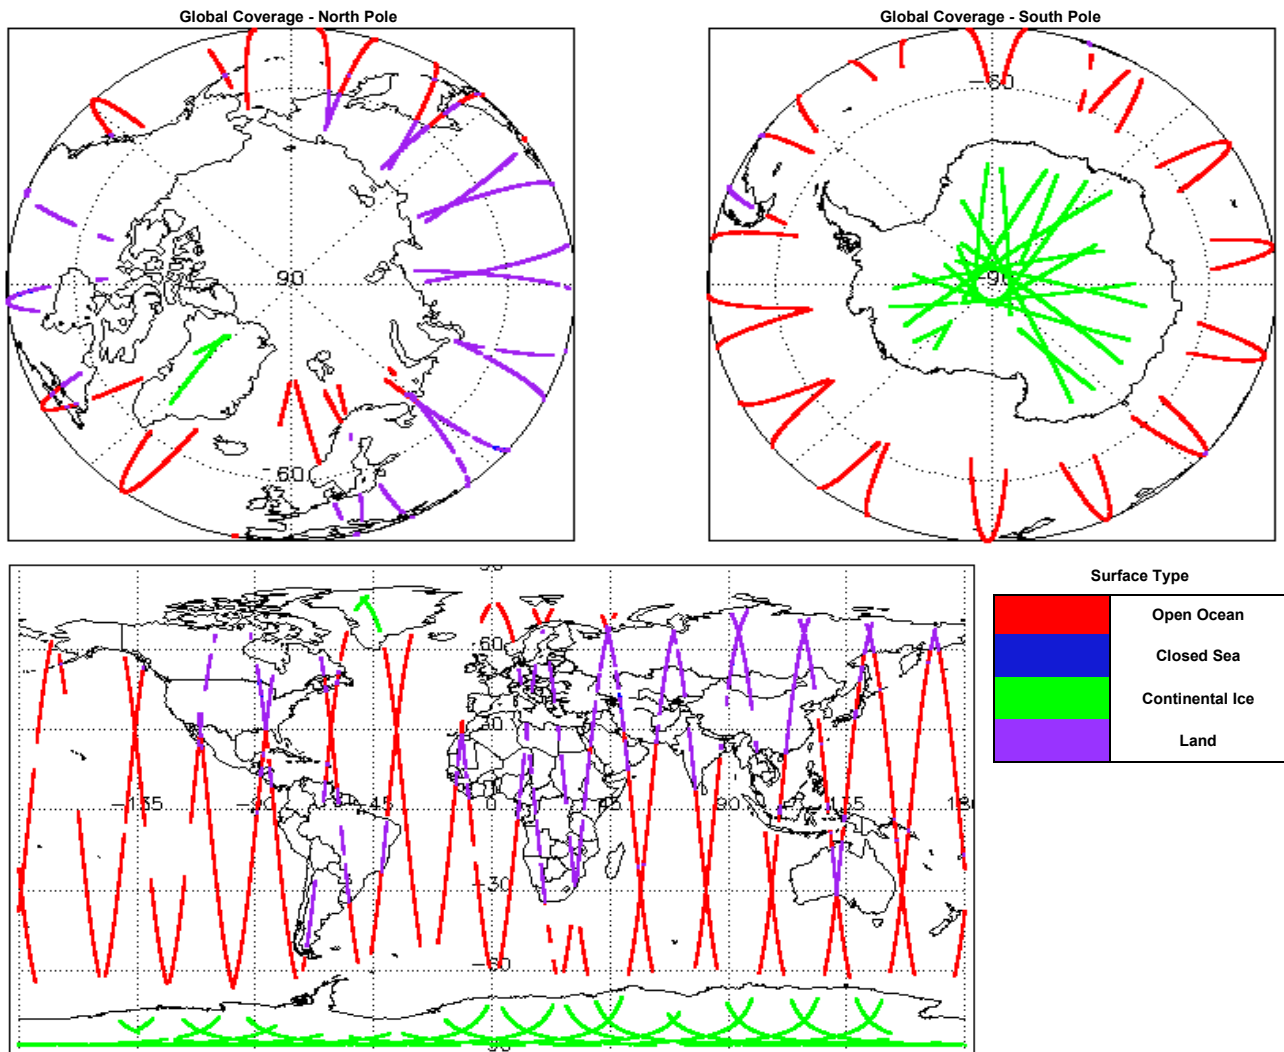 Global Coverage - North Pole
Global Coverage - South Pole
90
60
-60
-90
Surface Type
Open Ocean
Closed Sea
Continental Ice
Land
60
30
-135
-90
-45
0
45
90
135
180
-30
-60